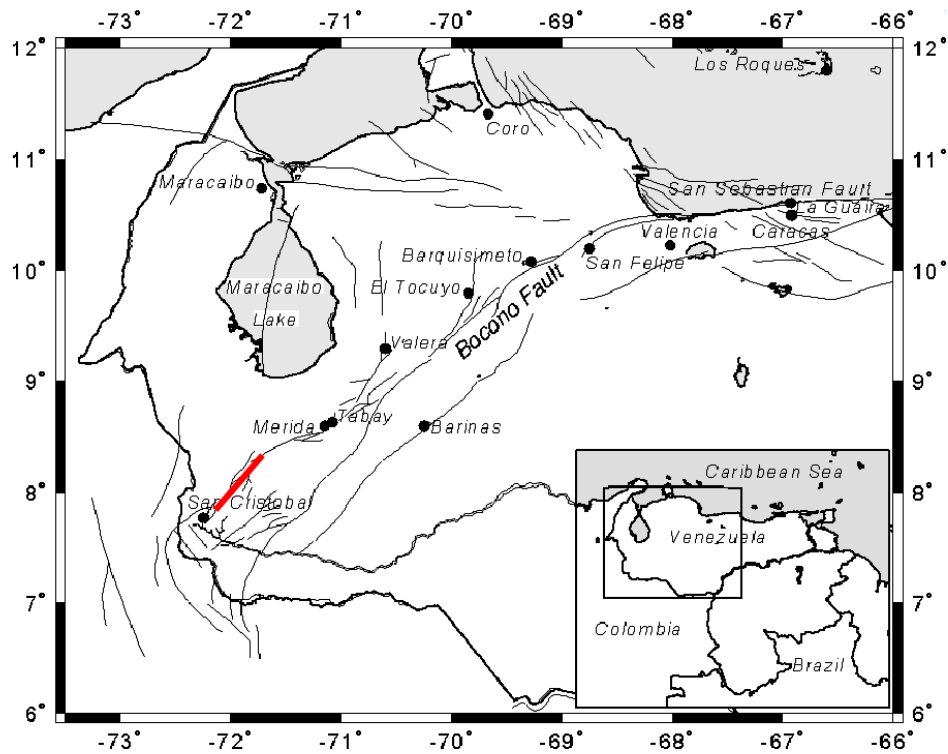 -73° -72° -71° -70° -69° -68° -67° -66°
12° 12°
Los Roques
Coro
11° 11°
Maracaibo
San Sebastian Fault
La Guaira
Valencia
Caracas
Barquisimeto
San Felipe
10° 10°
El Tocuyo
Maracaibo
Lake
Bocono Fault
Valera
9° 9°
Merida
Tabay
Barinas
8° 8°
San Cristobal
Caribbean Sea
Venezuela
7° 7°
Colombia
Brazil
6° 6°
-73° -72° -71° -70° -69° -68° -67° -66°